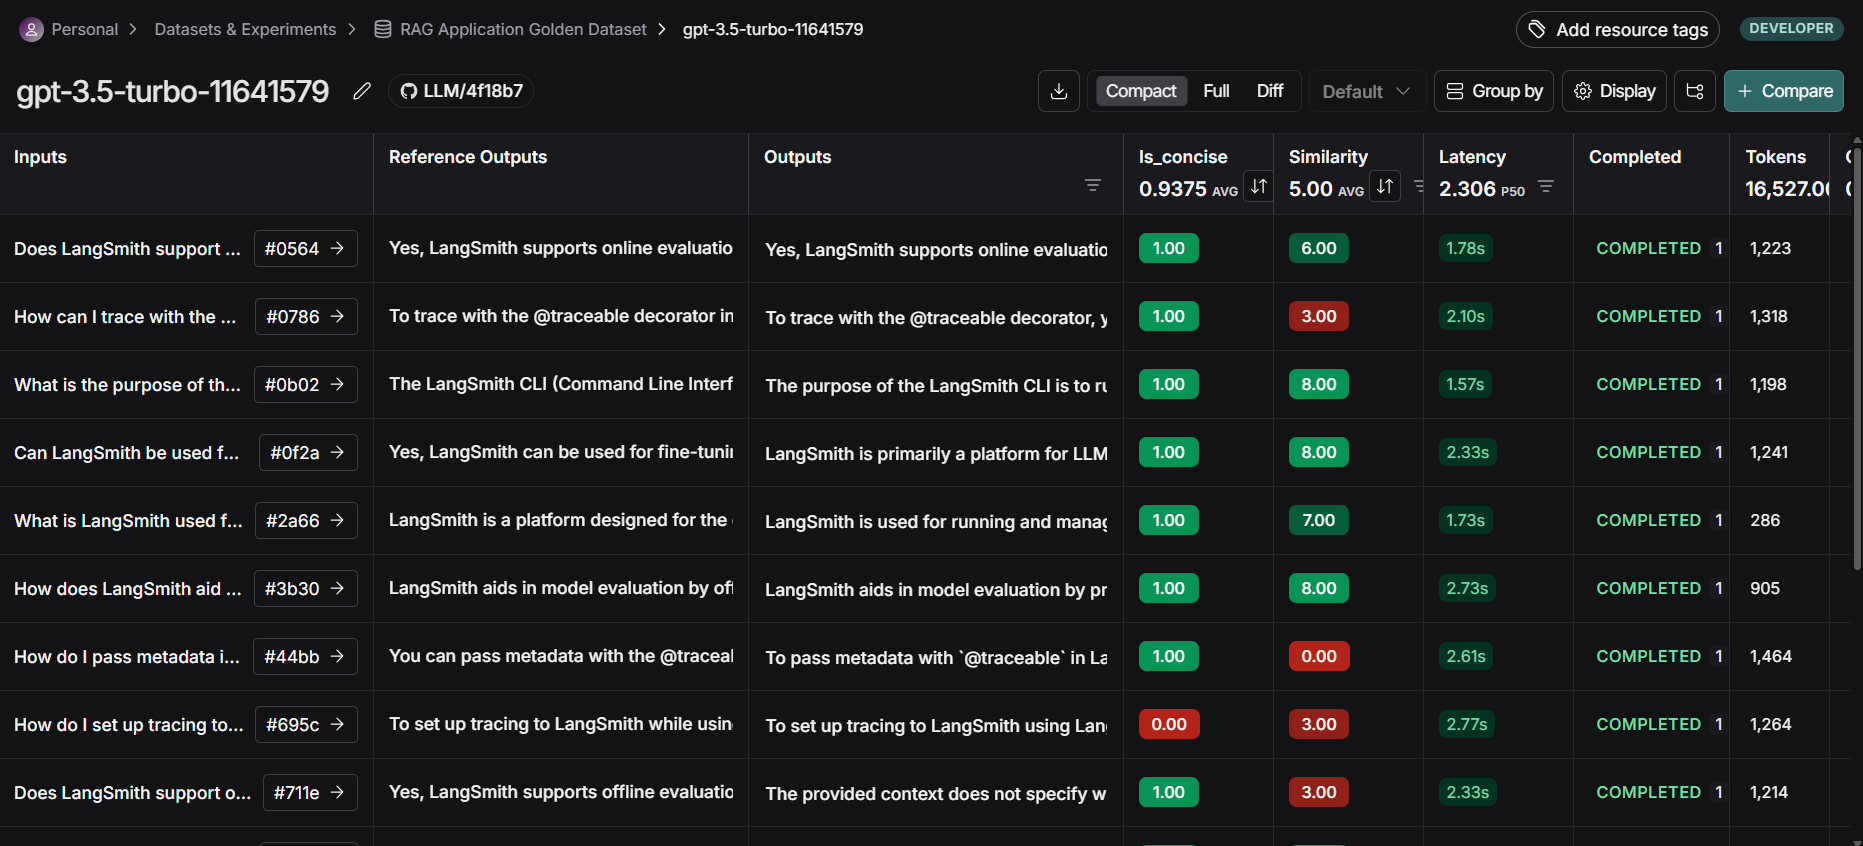 Personal > Datasets & Experiments > RAG Application Golden Dataset > gpt-3.5-turbo-11641579
Add resource tags
DEVELOPER
gpt-3.5-turbo-11641579
LLM/4f18b7
Compact Full Diff
Default
Group by
Display
+ Compare
Inputs
Reference Outputs
Outputs
Is_concise
0.9375 AVG
Similarity
5.00 AVG
Latency
2.306 P50
Completed
Tokens
16,527.0
Does LangSmith support ... #0564 → Yes, LangSmith supports online evaluatio Yes, LangSmith supports online evaluatio 1.00 6.00 1.78s COMPLETED 1 1,223
How can I trace with the ... #0786 → To trace with the @traceable decorator in To trace with the @traceable decorator, y 1.00 3.00 2.10s COMPLETED 1 1,318
What is the purpose of th... #0b02 → The LangSmith CLI (Command Line Interf The purpose of the LangSmith CLI is to ru 1.00 8.00 1.57s COMPLETED 1 1,198
Can LangSmith be used f... #0f2a → Yes, LangSmith can be used for fine-tuni LangSmith is primarily a platform for LLM 1.00 8.00 2.33s COMPLETED 1 1,241
What is LangSmith used f... #2a66 → LangSmith is a platform designed for the LangSmith is used for running and manag 1.00 7.00 1.73s COMPLETED 1 286
How does LangSmith aid ... #3b30 → LangSmith aids in model evaluation by off LangSmith aids in model evaluation by pr 1.00 8.00 2.73s COMPLETED 1 905
How do I pass metadata i... #44bb → You can pass metadata with the @traceal To pass metadata with `@traceable` in La 1.00 0.00 2.61s COMPLETED 1 1,464
How do I set up tracing to... #695c → To set up tracing to LangSmith while usin To set up tracing to LangSmith using Lan 0.00 3.00 2.77s COMPLETED 1 1,264
Does LangSmith support o... #711e → Yes, LangSmith supports offline evaluatio The provided context does not specify w 1.00 3.00 2.33s COMPLETED 1 1,214